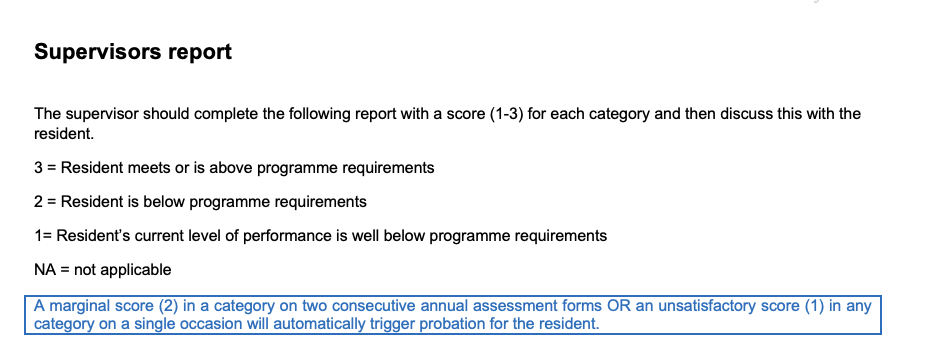 Supervisors report
The supervisor should complete the following report with a score (1-3) for each category and then discuss this with the
resident.
3 = Resident meets or is above programme requirements
2 = Resident is below programme requirements
1= Resident's current level of performance is well below programme requirements
NA = not applicable
A marginal score (2) in a category on two consecutive annual assessment forms OR an unsatisfactory score (1) in any
category on a single occasion will automatically trigger probation for the resident.